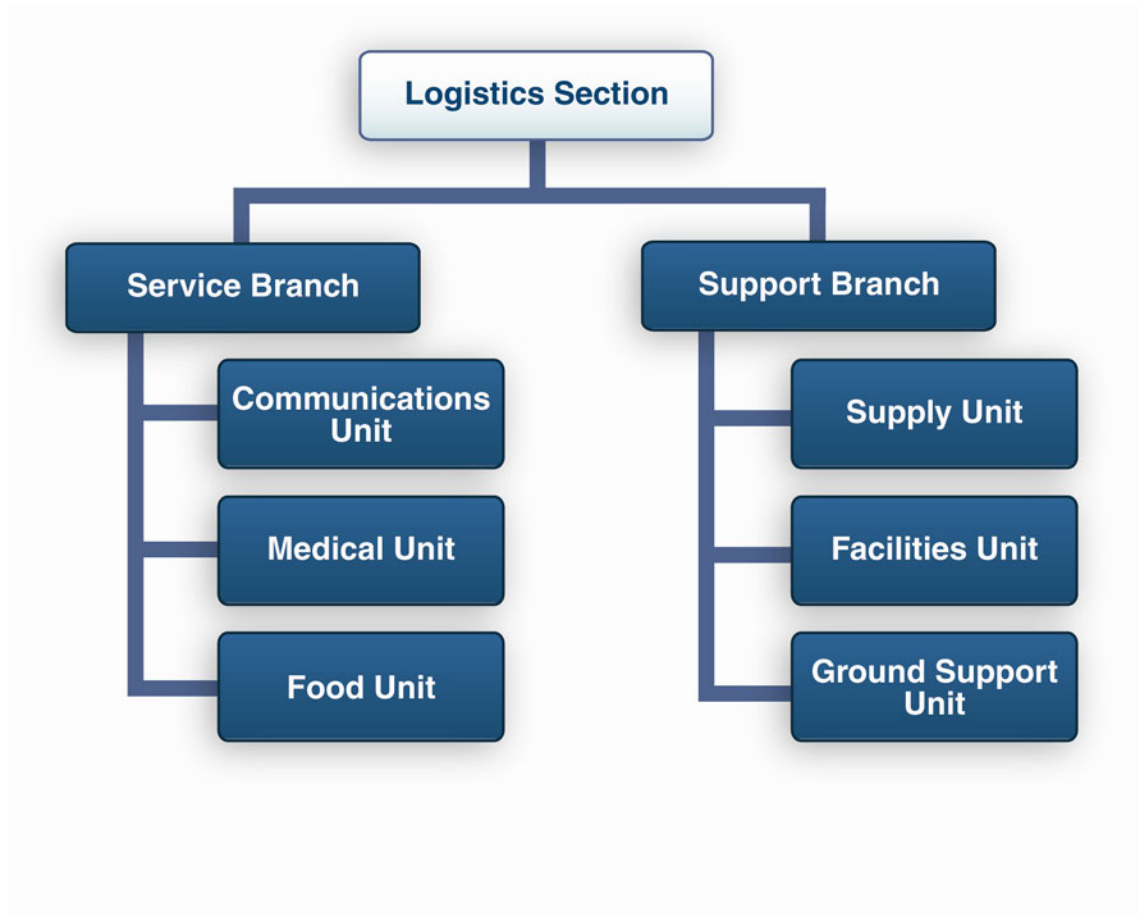 Logistics Section
Service Branch
Communications
Unit
Medical Unit
Food Unit
Support Branch
Supply Unit
Facilities Unit
Ground Support
Unit